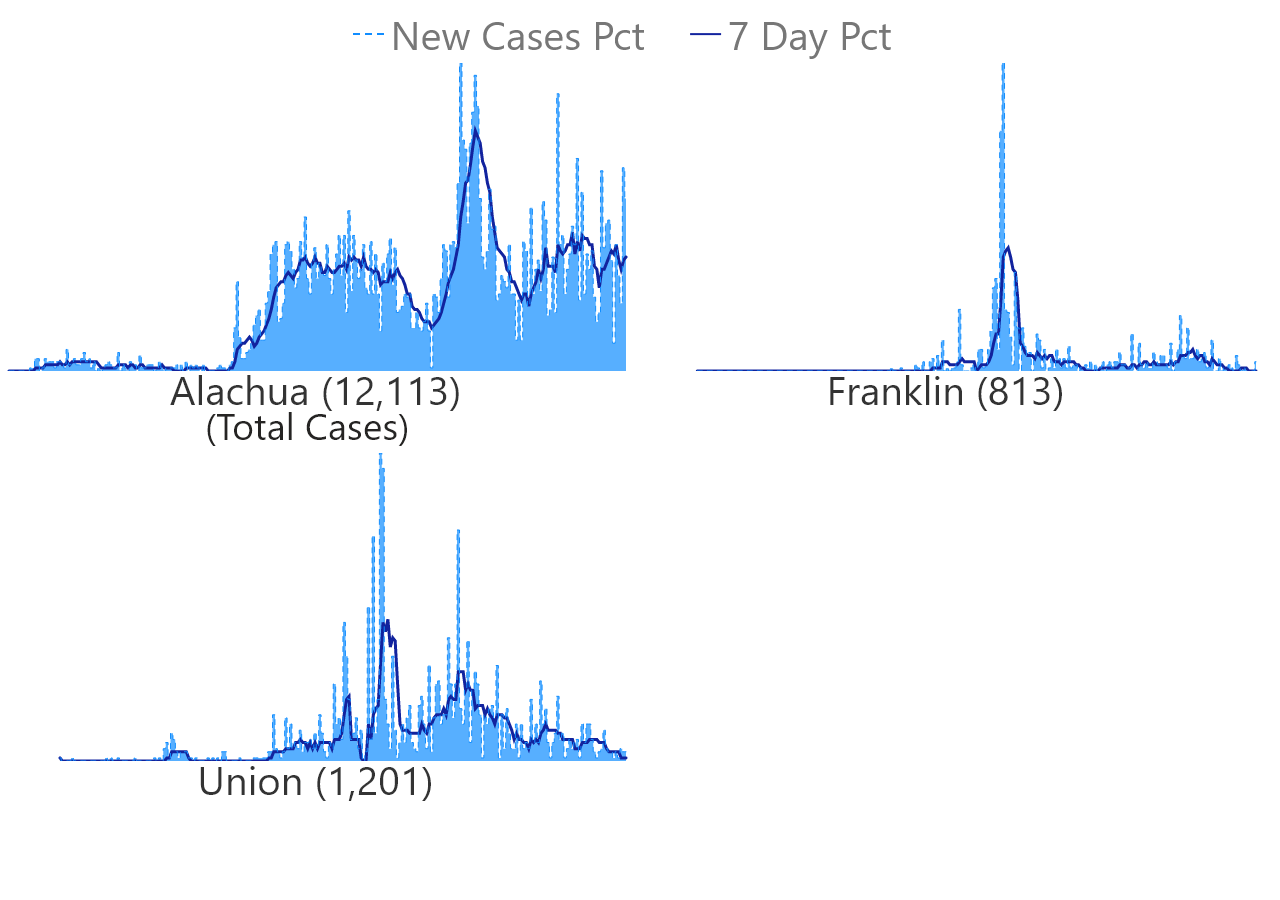 New Cases Pct 7 Day Pct
Alachua (12,113)
(Total Cases)
Franklin (813)
Union (1,201)